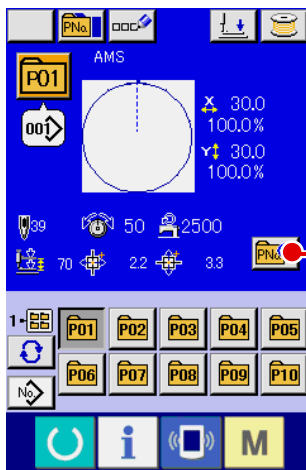 PNo.
AMS
P01
001
X 30.0
100.0%
Y 30.0
100.0%
39 50 2500
PNo.
70 2.2 3.3
1- P01 P02 P03 P04 P05
No. P06 P07 P08 P09 P10
i M